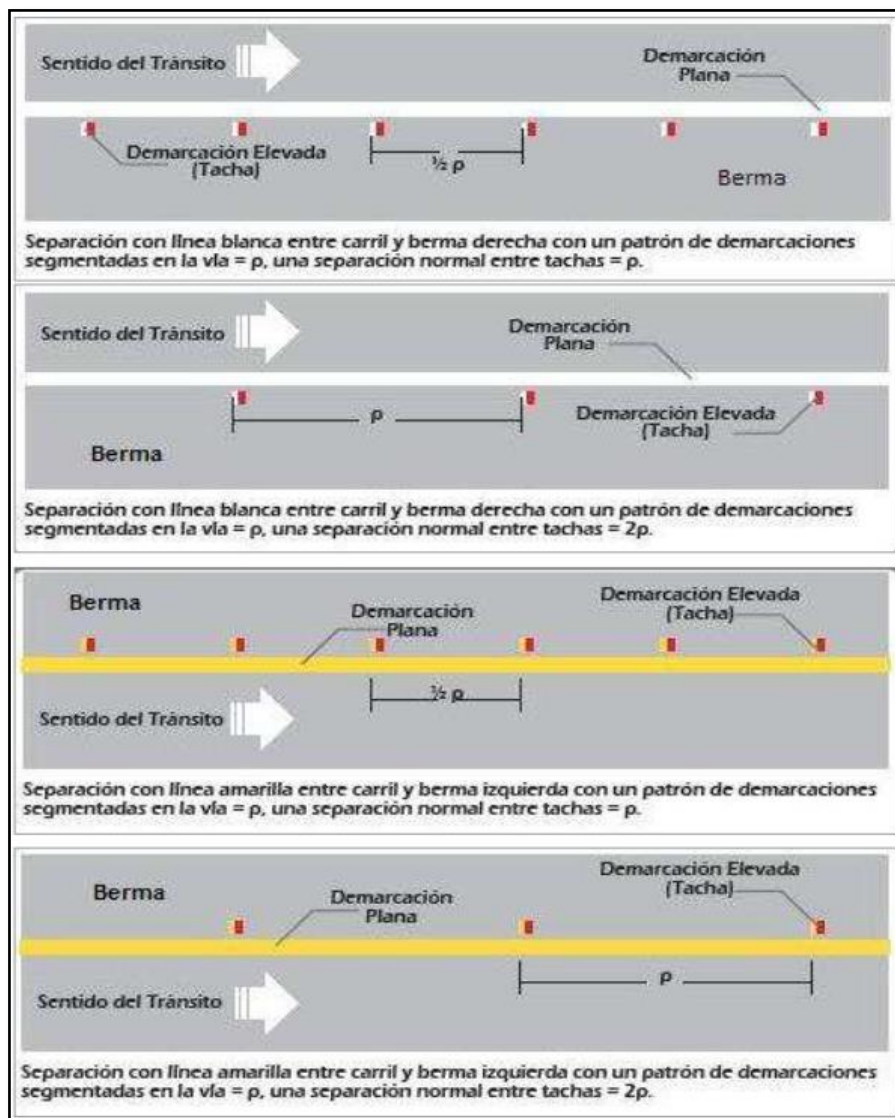 Sentido del Tránsito
Demarcación
Plana
Demarcación Elevada
(Tacha)
½ ρ
Berma
Separación con línea blanca entre carril y berma derecha con un patrón de demarcaciones
segmentadas en la vía = ρ, una separación normal entre tachas = ρ.
Sentido del Tránsito
Demarcación
Plana
ρ
Demarcación Elevada
(Tacha)
Berma
Separación con línea blanca entre carril y berma derecha con un patrón de demarcaciones
segmentadas en la vía = ρ, una separación normal entre tachas = 2ρ.
Berma
Demarcación
Plana
Demarcación Elevada
(Tacha)
½ ρ
Sentido del Tránsito
Separación con línea amarilla entre carril y berma izquierda con un patrón de demarcaciones
segmentadas en la vía = ρ, una separación normal entre tachas = ρ.
Berma
Demarcación
Plana
Demarcación Elevada
(Tacha)
ρ
Sentido del Tránsito
Separación con línea amarilla entre carril y berma izquierda con un patrón de demarcaciones
segmentadas en la vía = ρ, una separación normal entre tachas = 2ρ.